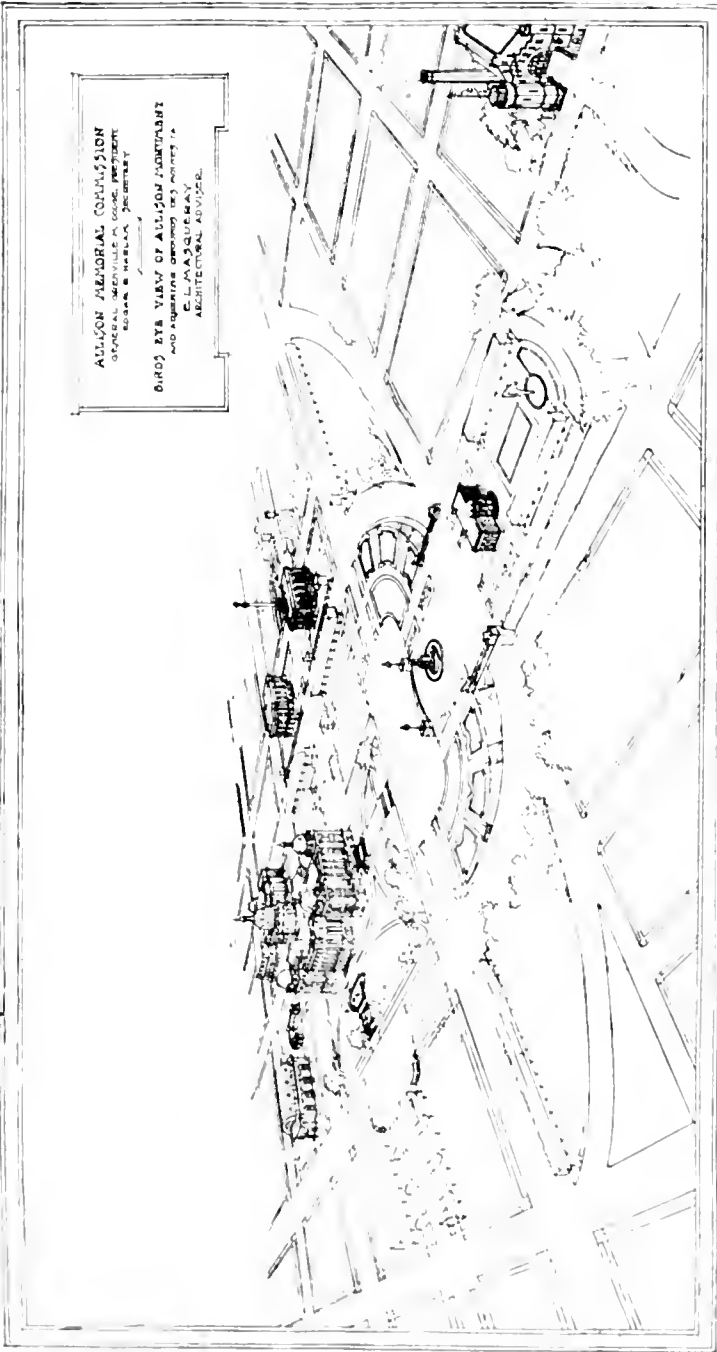 ALLISON MEMORIAL COMMISSION
GENERAL GRENVILLE M. DODGE, PRESIDENT
EDGAR R HARLAN, SECRETARY
BIRDS EYE VIEW OF ALLISON MONUMENT
AND ADJOINING GROUNDS DES MOINES IA
E. L. MASQUERAY
ARCHITECTURAL ADVISER.